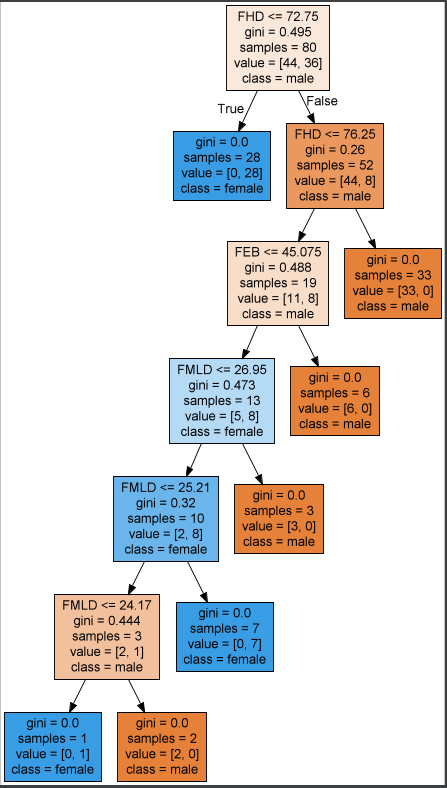 FHD <= 72.75
gini = 0.495
samples = 80
value = [44, 36]
class = male
True
False
gini = 0.0
samples = 28
value = [0, 28]
class = female
FHD <= 76.25
gini = 0.26
samples = 52
value = [44, 8]
class = male
FEB <= 45.075
gini = 0.488
samples = 19
value = [11, 8]
class = male
gini = 0.0
samples = 33
value = [33, 0]
class = male
FMLD <= 26.95
gini = 0.473
samples = 13
value = [5, 8]
class = female
gini = 0.0
samples = 6
value = [6, 0]
class = male
FMLD <= 25.21
gini = 0.32
samples = 10
value = [2, 8]
class = female
gini = 0.0
samples = 3
value = [3, 0]
class = male
FMLD <= 24.17
gini = 0.444
samples = 3
value = [2, 1]
class = male
gini = 0.0
samples = 7
value = [0, 7]
class = female
gini = 0.0
samples = 1
value = [0, 1]
class = female
gini = 0.0
samples = 2
value = [2, 0]
class = male